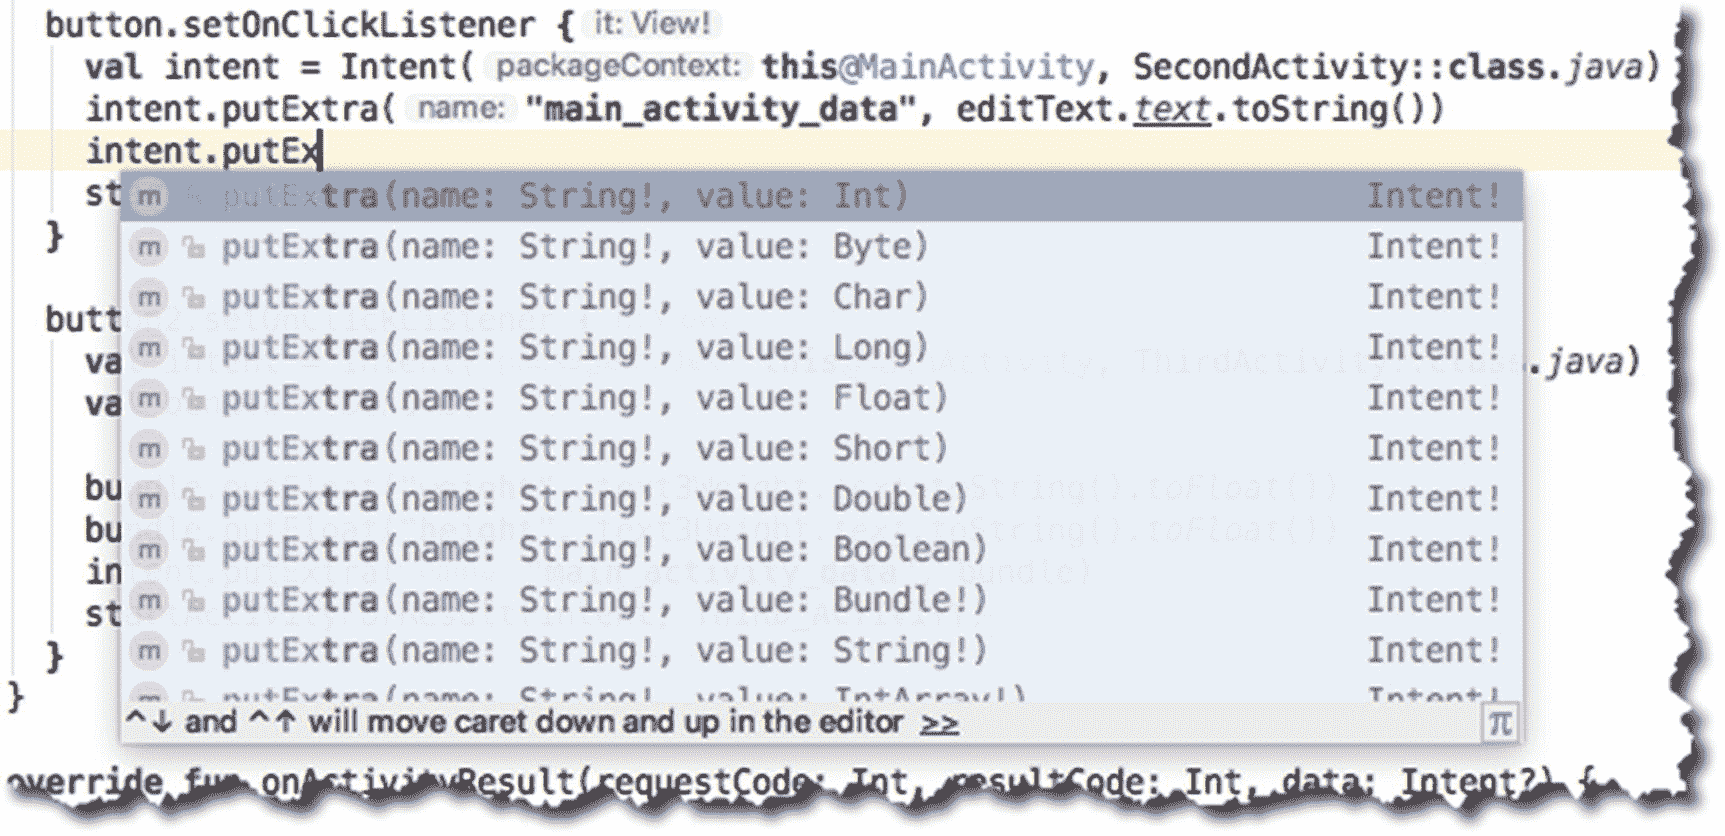 button.setOnClickListener { it: View!
val intent = Intent( packageContext: this@MainActivity, SecondActivity::class.java)
intent.putExtra( name: "main_activity_data", editText.text.toString())
intent.putEx
st
m putExtra(name: String!, value: Int) Intent!
}
m putExtra(name: String!, value: Byte) Intent!
m putExtra(name: String!, value: Char) Intent!
butt
m putExtra(name: String!, value: Long) Intent!
va .java)
m putExtra(name: String!, value: Float) Intent!
va
m putExtra(name: String!, value: Short) Intent!
bu
m putExtra(name: String!, value: Double) Intent!
bu
m putExtra(name: String!, value: Boolean) Intent!
in
m putExtra(name: String!, value: Bundle!) Intent!
st
m putExtra(name: String!, value: String!) Intent!
}
m putExtra(name: String!, value: IntArray!) Intent!
}
^↓ and ^↑ will move caret down and up in the editor >> π
override fun onActivityResult(requestCode: Int, resultCode: Int, data: Intent?) {